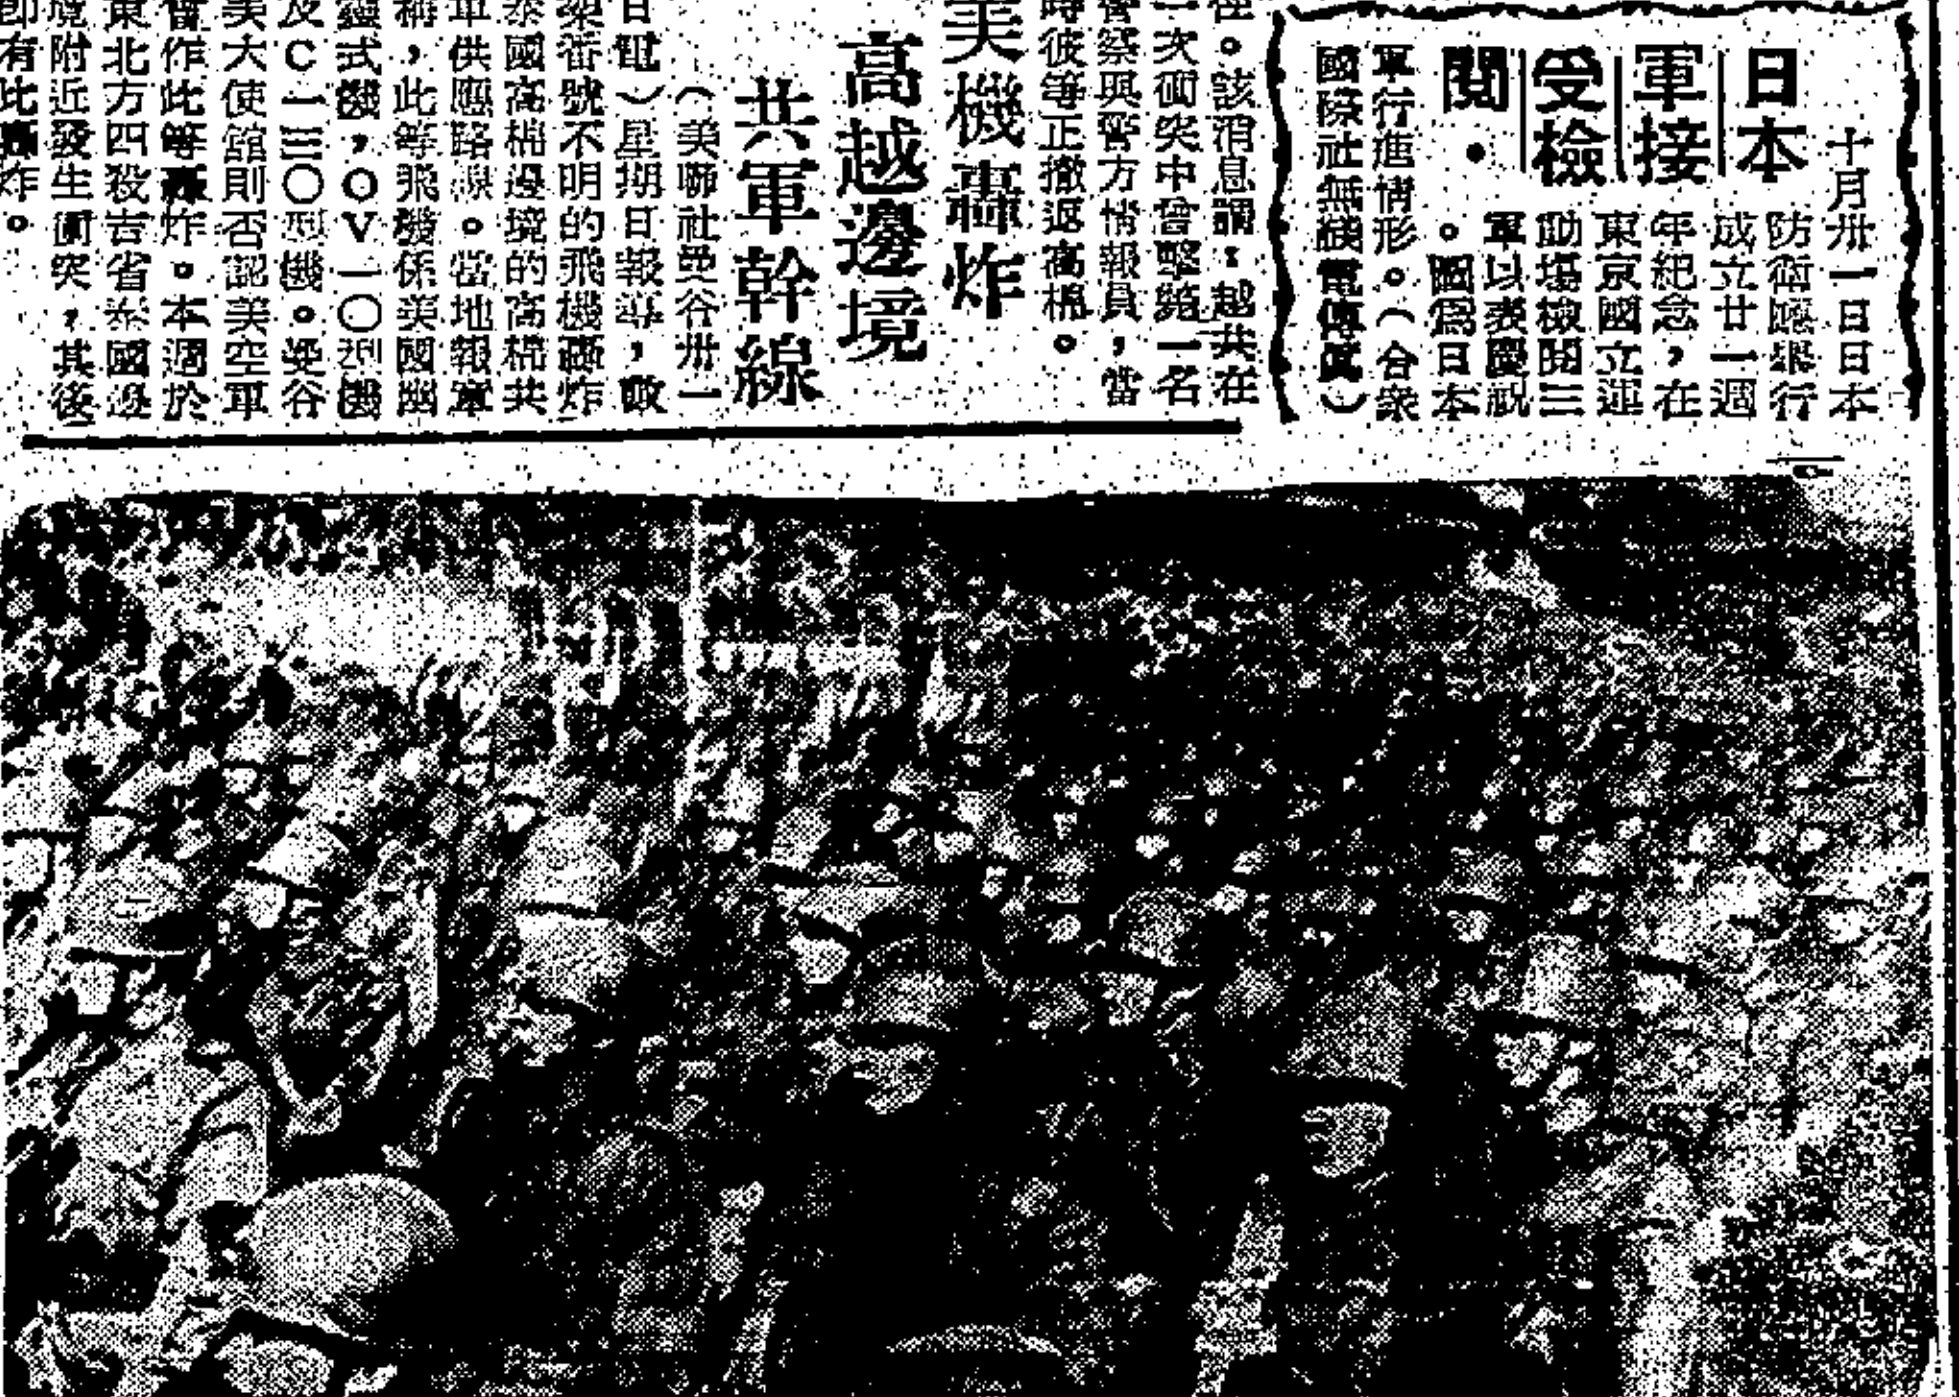 日本
軍接
受檢
閱·
十月卅一日日本
防衛廳舉行
成立廿一週
年紀念，在
東京國立運
動場檢閱三
軍以表慶祝
。圖爲日本
軍行進情形。（合衆
國際社無綫電傳眞）
徑。該消息謂：越共在
一次衝突中曾擊斃一名
警察與警方情報員，當
時彼等正撤返高棉。
美機轟炸
高越邊境
共軍幹線
（美聯社曼谷卅一
日電）星期日報導，數
架番號不明的飛機轟炸
泰國高棉邊境的高棉共
軍供應路線。當地報章
稱，此等飛機係美國幽
靈式機，OV一〇型機
及C一三〇型機。曼谷
美大使館則否認美空軍
曾作此等轟炸。本週於
東北方四殺吉省泰國邊
境附近發生衝突，其後
即有此轟炸。